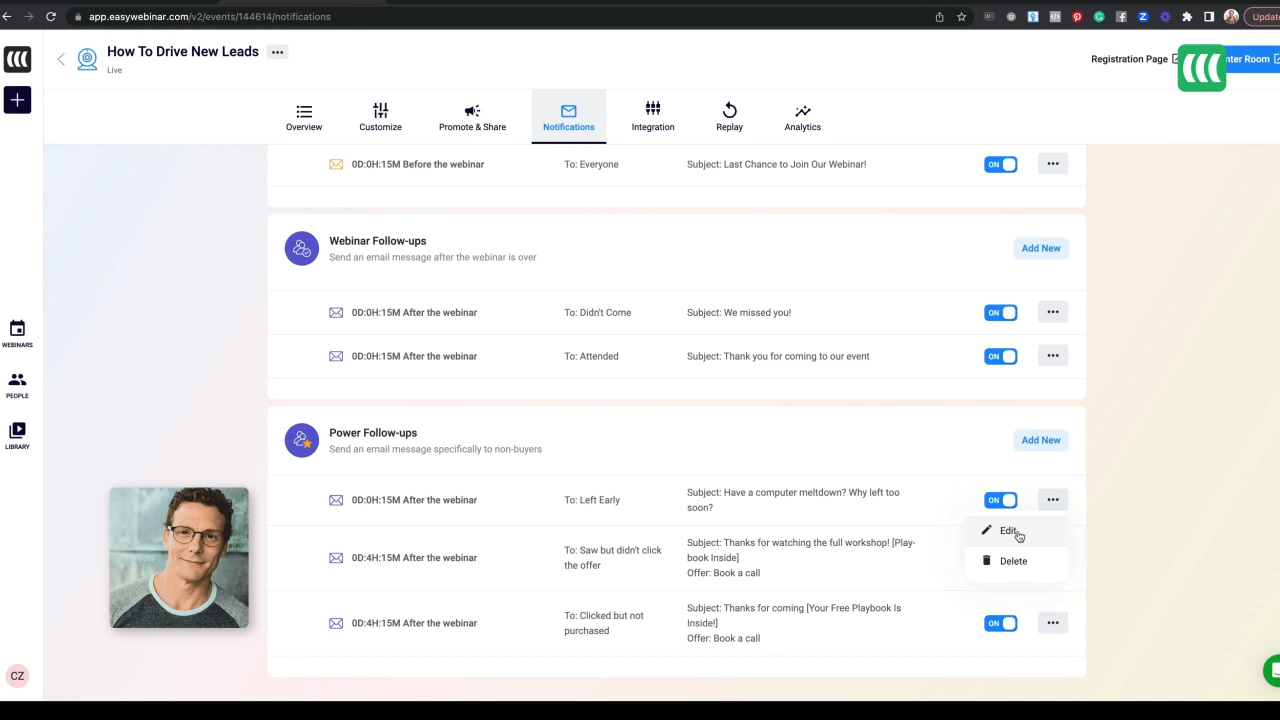 app.easywebinar.com/v2/events/144614/notifications
Update
How To Drive New Leads
Live
Registration Page
nter Room
Overview
Customize
Promote & Share
Notifications
Integration
Replay
Analytics
0D:0H:15M Before the webinar
To: Everyone
Subject: Last Chance to Join Our Webinar!
ON
Webinar Follow-ups
Send an email message after the webinar is over
Add New
0D:0H:15M After the webinar
To: Didn't Come
Subject: We missed you!
ON
0D:0H:15M After the webinar
To: Attended
Subject: Thank you for coming to our event
ON
Power Follow-ups
Send an email message specifically to non-buyers
Add New
0D:0H:15M After the webinar
To: Left Early
Subject: Have a computer meltdown? Why left too
soon?
ON
Edit
Delete
0D:4H:15M After the webinar
To: Saw but didn't click
the offer
Subject: Thanks for watching the full workshop! [Play-
book Inside]
Offer: Book a call
0D:4H:15M After the webinar
To: Clicked but not
purchased
Subject: Thanks for coming [Your Free Playbook Is
Inside!]
Offer: Book a call
ON
WEBINARS
PEOPLE
LIBRARY
CZ